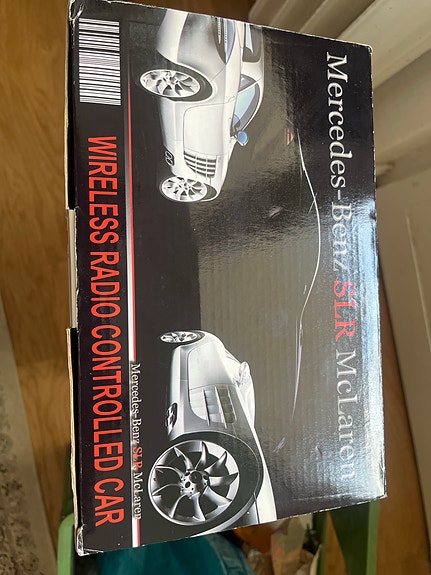 Mercedes-Benz SLR McLaren
Mercedes-Benz SLR McLaren
WIRELESS RADIO CONTROLLED CAR